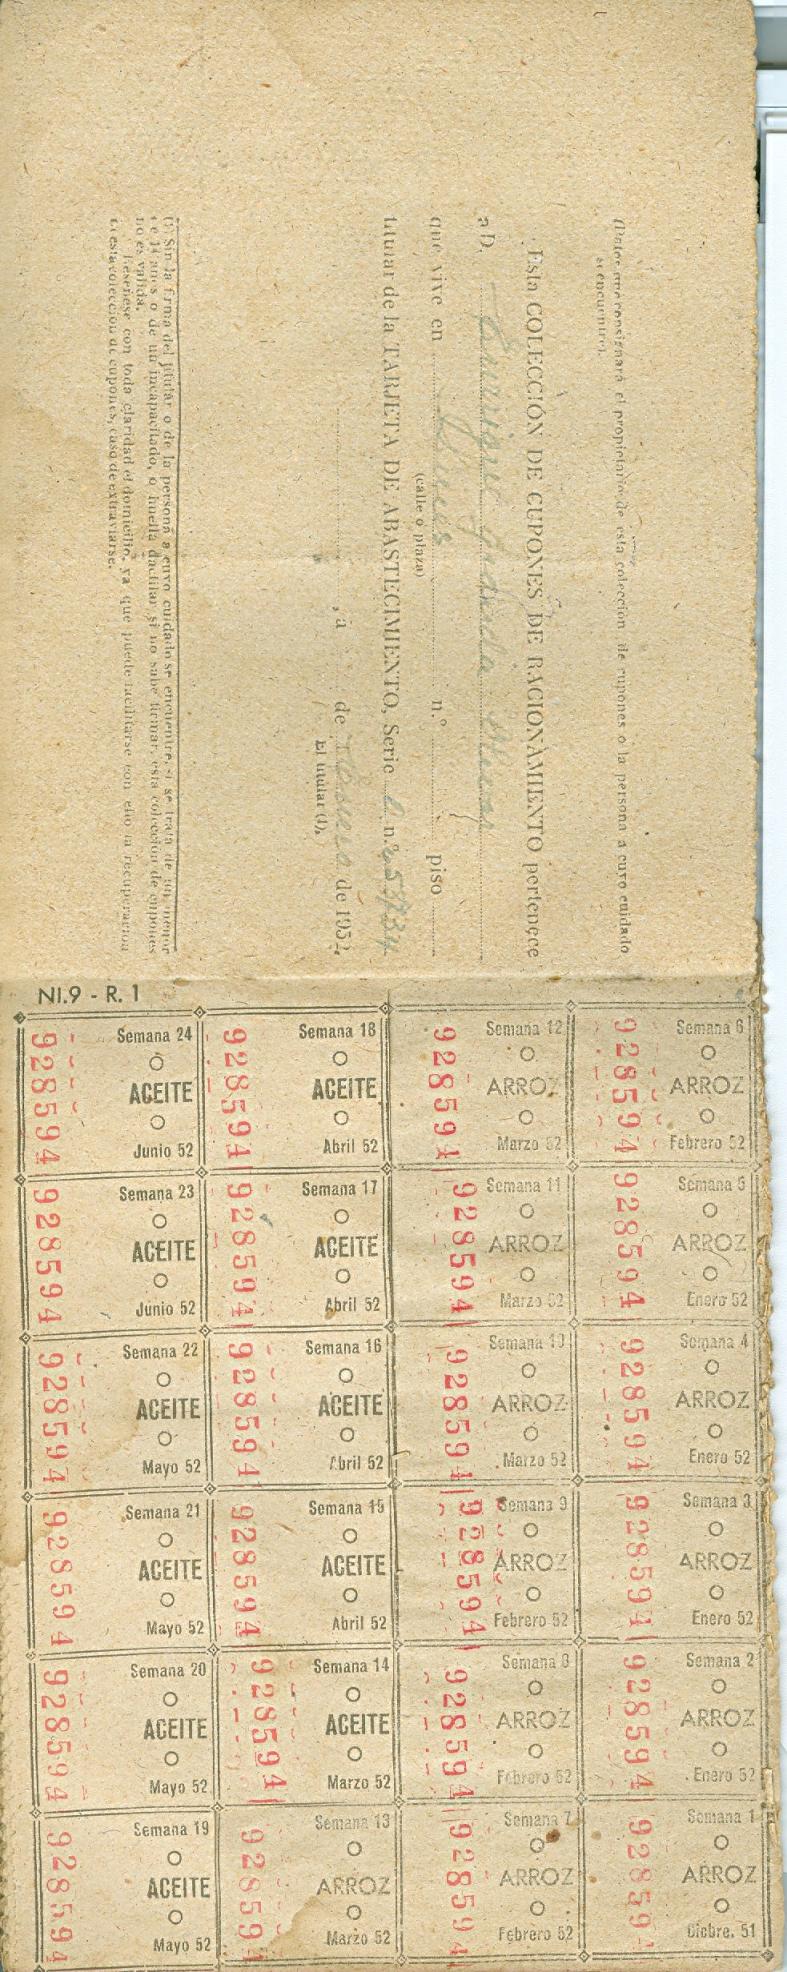 (Datos que consignará el propietario de esta colección de cupones o la persona a cuyo cuidado
se encuentre).
Esta COLECCIÓN DE CUPONES DE RACIONAMIENTO pertenece
a D. Enrique
que vive en n.º piso
(calle o plaza)
titular de la TARJETA DE ABASTECIMIENTO, Serie n.º
, a de de 1952
El titular (1),
(1) Sin la firma del titular o de la persona a cuyo cuidado se encuentre, si se trata de un menor
de 14 años o de un incapacitado, o huella dactilar si no sabe firmar, esta colección de cupones
no es válida.
Reséñese con toda claridad el domicilio, ya que puede facilitarse con ello la recuperación
de esta colección de cupones, caso de extraviarse.
NI.9 - R. 1
928594 Semana 24 ACEITE Junio 52
928594 Semana 18 ACEITE Abril 52
928594 Semana 12 ARROZ Marzo 52
928594 Semana 6 ARROZ Febrero 52
928594 Semana 23 ACEITE Junio 52
928594 Semana 17 ACEITE Abril 52
928594 Semana 11 ARROZ Marzo 52
928594 Semana 5 ARROZ Enero 52
928594 Semana 22 ACEITE Mayo 52
928594 Semana 16 ACEITE Abril 52
928594 Semana 10 ARROZ Marzo 52
928594 Semana 4 ARROZ Enero 52
928594 Semana 21 ACEITE Mayo 52
928594 Semana 15 ACEITE Abril 52
928594 Semana 9 ARROZ Febrero 52
928594 Semana 3 ARROZ Enero 52
928594 Semana 20 ACEITE Mayo 52
928594 Semana 14 ACEITE Marzo 52
928594 Semana 8 ARROZ Febrero 52
928594 Semana 2 ARROZ Enero 52
928594 Semana 19 ACEITE Mayo 52
928594 Semana 13 ARROZ Marzo 52
928594 Semana 7 ARROZ Febrero 52
928594 Semana 1 ARROZ Dicbre. 51